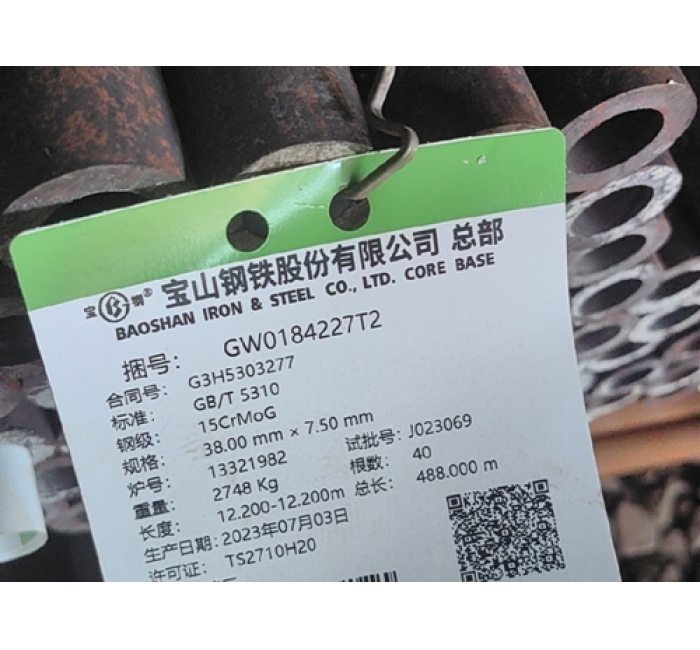 宝钢® 宝山钢铁股份有限公司 总部
BAOSHAN IRON & STEEL CO., LTD. CORE BASE
捆号: GW0184227T2
合同号: G3H5303277
标准: GB/T 5310
钢级: 15CrMoG
规格: 38.00 mm × 7.50 mm
炉号: 13321982 试批号: J023069
重量: 2748 Kg 根数: 40
长度: 12.200-12.200m 总长: 488.000 m
生产日期: 2023年07月03日
许可证: TS2710H20